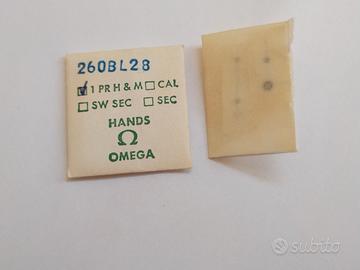 260BL28
1 PR H & M CAL
SW SEC SEC
HANDS
Ω
OMEGA
subito